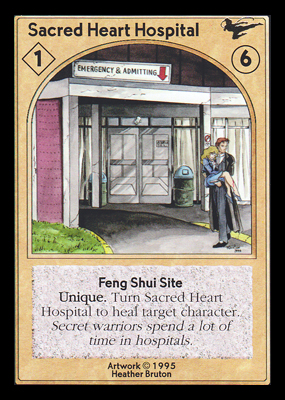 Sacred Heart Hospital
1
6
EMERGENCY & ADMITTING
Feng Shui Site
Unique. Turn Sacred Heart
Hospital to heal target character.
Secret warriors spend a lot of
time in hospitals.
Artwork © 1995
Heather Bruton